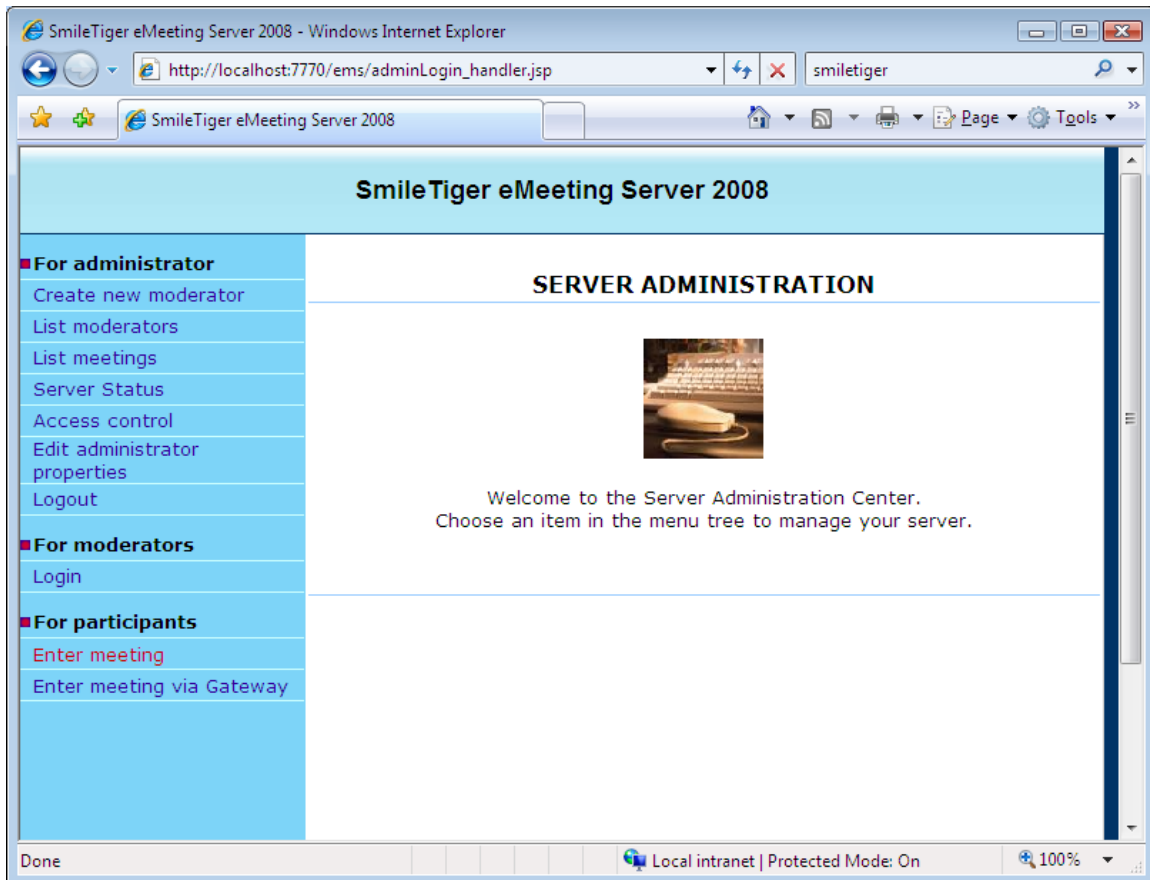 SmileTiger eMeeting Server 2008 - Windows Internet Explorer
http://localhost:7770/ems/adminLogin_handler.jsp
smiletiger
SmileTiger eMeeting Server 2008
Page
Tools
SmileTiger eMeeting Server 2008
For administrator
Create new moderator
List moderators
List meetings
Server Status
Access control
Edit administrator
properties
Logout
For moderators
Login
For participants
Enter meeting
Enter meeting via Gateway
SERVER ADMINISTRATION
Welcome to the Server Administration Center.
Choose an item in the menu tree to manage your server.
Done
Local intranet | Protected Mode: On
100%